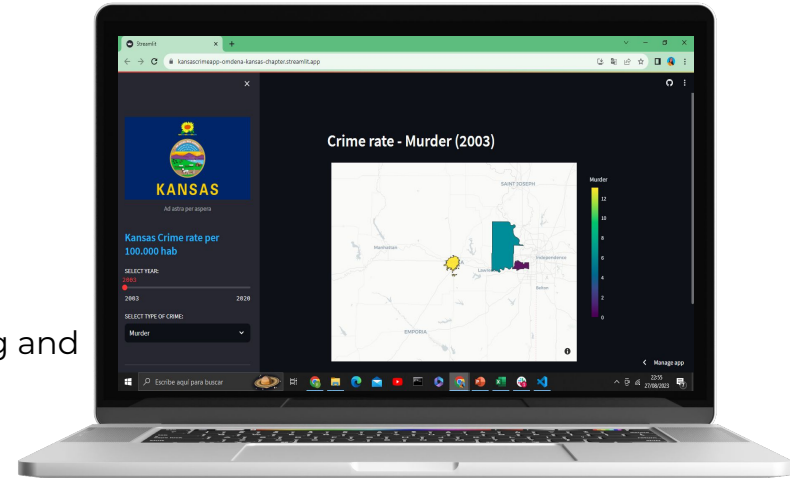 Streamlit
kansascrimeapp-omdena-kansas-chapter.streamlit.app
KANSAS
Ad astra per aspera
Kansas Crime rate per
100.000 hab
SELECT YEAR:
2003
2003 2020
SELECT TYPE OF CRIME:
Murder
Crime rate - Murder (2003)
SAINT JOSEPH
Manhattan
Independence
Belton
EMPORIA
Murder
12
10
8
6
4
2
0
Manage app
g and
Escribe aquí para buscar
22:55
27/08/2023